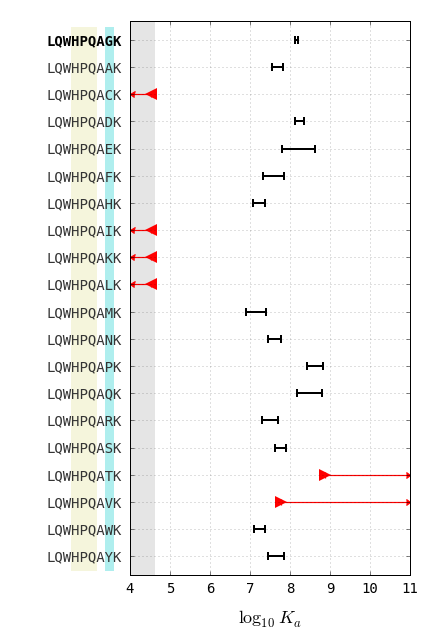 LQWHPQAGK
LQWHPQAAK
LQWHPQACK
LQWHPQADK
LQWHPQAEK
LQWHPQAFK
LQWHPQAHK
LQWHPQAIK
LQWHPQAKK
LQWHPQALK
LQWHPQAMK
LQWHPQANK
LQWHPQAPK
LQWHPQAQK
LQWHPQARK
LQWHPQASK
LQWHPQATK
LQWHPQAVK
LQWHPQAWK
LQWHPQAYK
4 5 6 7 8 9 10 11
log₁₀ Kₐ